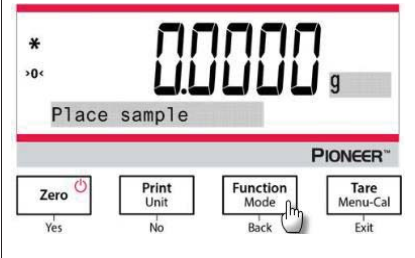 *
>0<
0.0000 g
Place sample
PIONEER™
Zero
Print
Unit
Function
Mode
Tare
Menu-Cal
Yes
No
Back
Exit